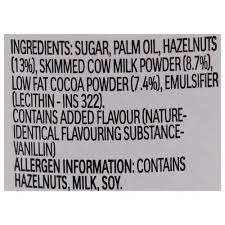 INGREDIENTS: SUGAR, PALM OIL, HAZELNUTS
(13%), SKIMMED COW MILK POWDER (8.7%),
LOW FAT COCOA POWDER (7.4%), EMULSIFIER
(LECITHIN - INS 322).
CONTAINS ADDED FLAVOUR (NATURE-
IDENTICAL FLAVOURING SUBSTANCE-
VANILLIN)
ALLERGEN INFORMATION: CONTAINS
HAZELNUTS, MILK, SOY.